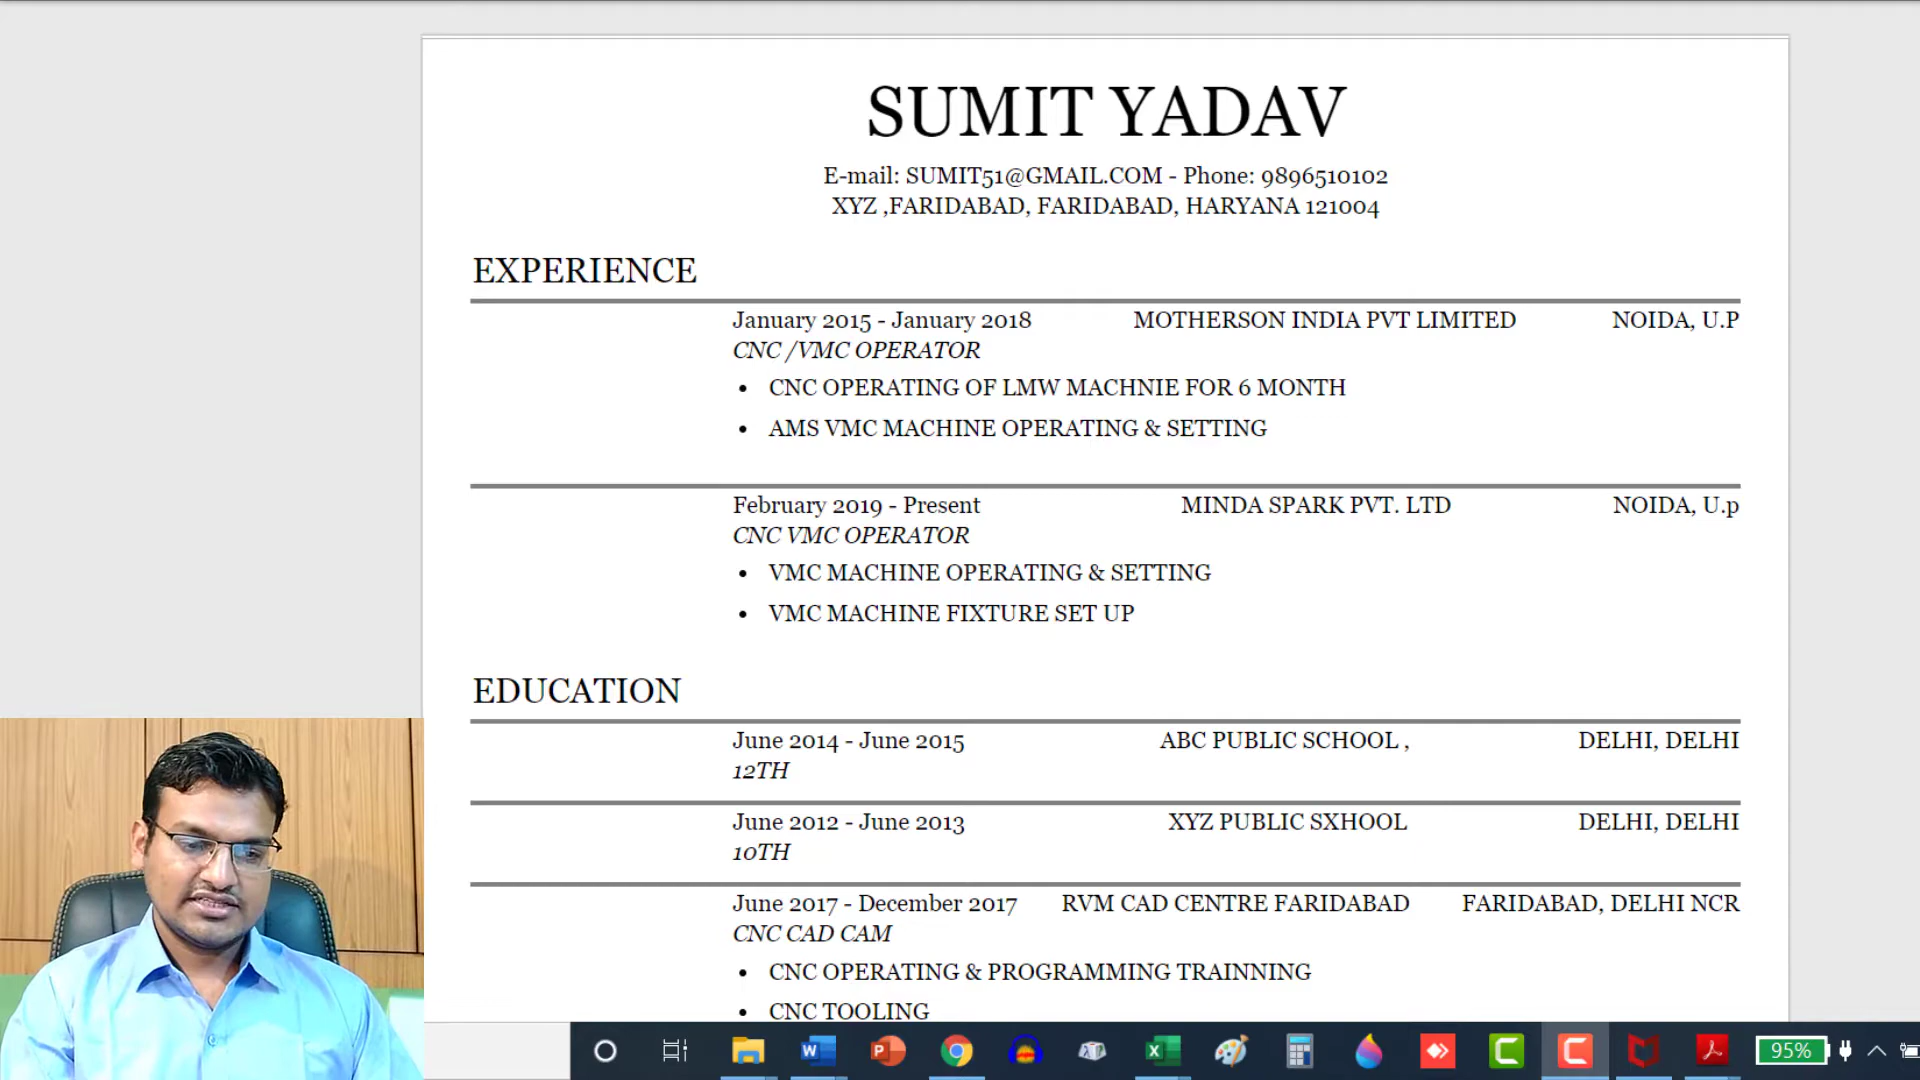 SUMIT YADAV
E-mail: SUMIT51@GMAIL.COM - Phone: 9896510102
XYZ ,FARIDABAD, FARIDABAD, HARYANA 121004
EXPERIENCE
January 2015 - January 2018 MOTHERSON INDIA PVT LIMITED NOIDA, U.P
CNC /VMC OPERATOR
• CNC OPERATING OF LMW MACHNIE FOR 6 MONTH
• AMS VMC MACHINE OPERATING & SETTING
February 2019 - Present MINDA SPARK PVT. LTD NOIDA, U.p
CNC VMC OPERATOR
• VMC MACHINE OPERATING & SETTING
• VMC MACHINE FIXTURE SET UP
EDUCATION
June 2014 - June 2015 ABC PUBLIC SCHOOL , DELHI, DELHI
12TH
June 2012 - June 2013 XYZ PUBLIC SXHOOL DELHI, DELHI
10TH
June 2017 - December 2017 RVM CAD CENTRE FARIDABAD FARIDABAD, DELHI NCR
CNC CAD CAM
• CNC OPERATING & PROGRAMMING TRAINNING
• CNC TOOLING
95%